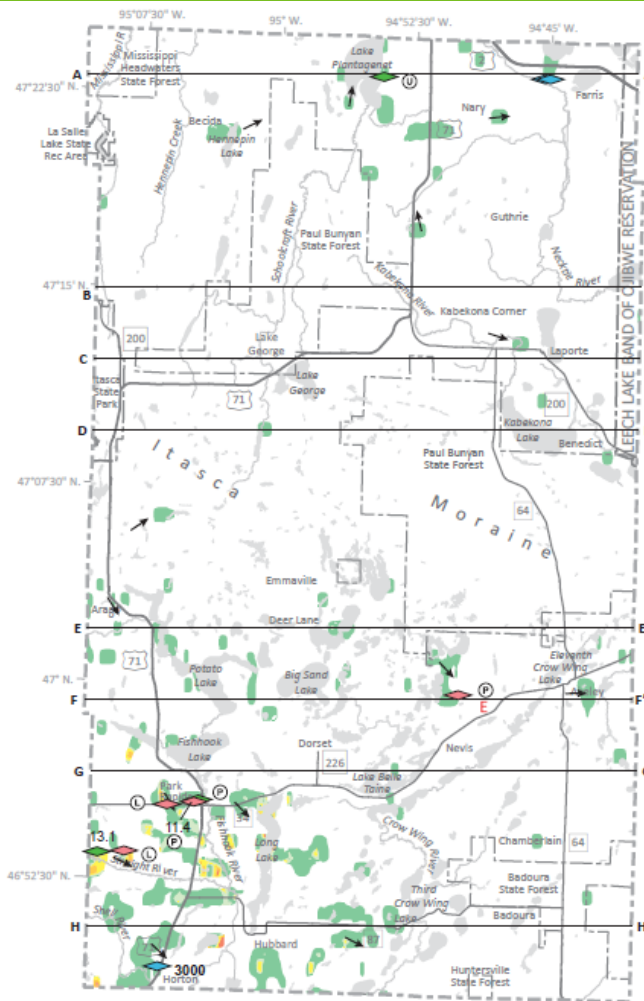 95°07'30" W.
95° W.
94°52'30" W.
94°45' W.
Mississippi R
Mississippi
Headwaters
State Forest
Lake
Plantagenet
2
A
47°22'30" N.
U
Farris
Nary
La Salle
Lake State
Rec Area
Becida
Hennepin
Lake
71
Hennepin Creek
Schoolcraft River
Paul Bunyan
State Forest
Guthrie
Necktie
River
LEECH LAKE BAND OF OJIBWE RESERVATION
47°15' N.
B
Kabekona River
Kabekona Corner
200
Lake
George
Laporte
C
Itasca
State
Park
71
Lake
George
200
Kabekona
Lake
Benedict
D
Itasca
Paul Bunyan
State Forest
47°07'30" N.
Moraine
64
Emmaville
Arago
Deer Lane
E
E
71
Eleventh
Crow Wing
Lake
47° N.
Potato
Lake
Big Sand
Lake
P
E
Akeley
F
F'
Fishhook
Lake
Dorset
226
Nevis
G
Lake Belle
Taine
Park
Rapids
L
P
11.4
P
13.1
L
Straight River
Fishhook River
Long
Lake
Crow Wing
River
Chamberlain
64
46°52'30" N.
Badoura
State Forest
Third
Crow Wing
Lake
Badoura
Shell
River
H
H
Hubbard
87
3000
Horton
Huntersville
State Forest